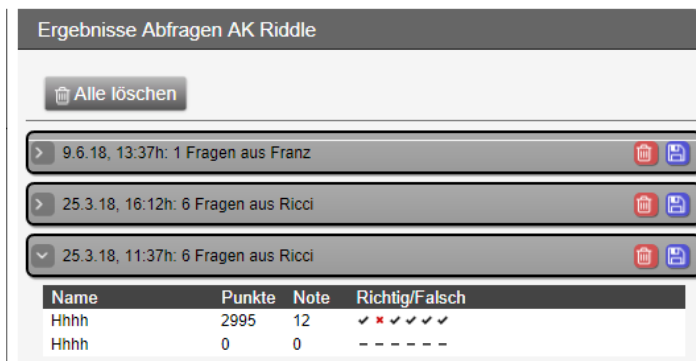 Ergebnisse Abfragen AK Riddle
Alle löschen
9.6.18, 13:37h: 1 Fragen aus Franz
25.3.18, 16:12h: 6 Fragen aus Ricci
25.3.18, 11:37h: 6 Fragen aus Ricci
Name Punkte Note Richtig/Falsch
Hhhh 2995 12 ✓ × ✓ ✓ ✓ ✓
Hhhh 0 0 – – – – – –